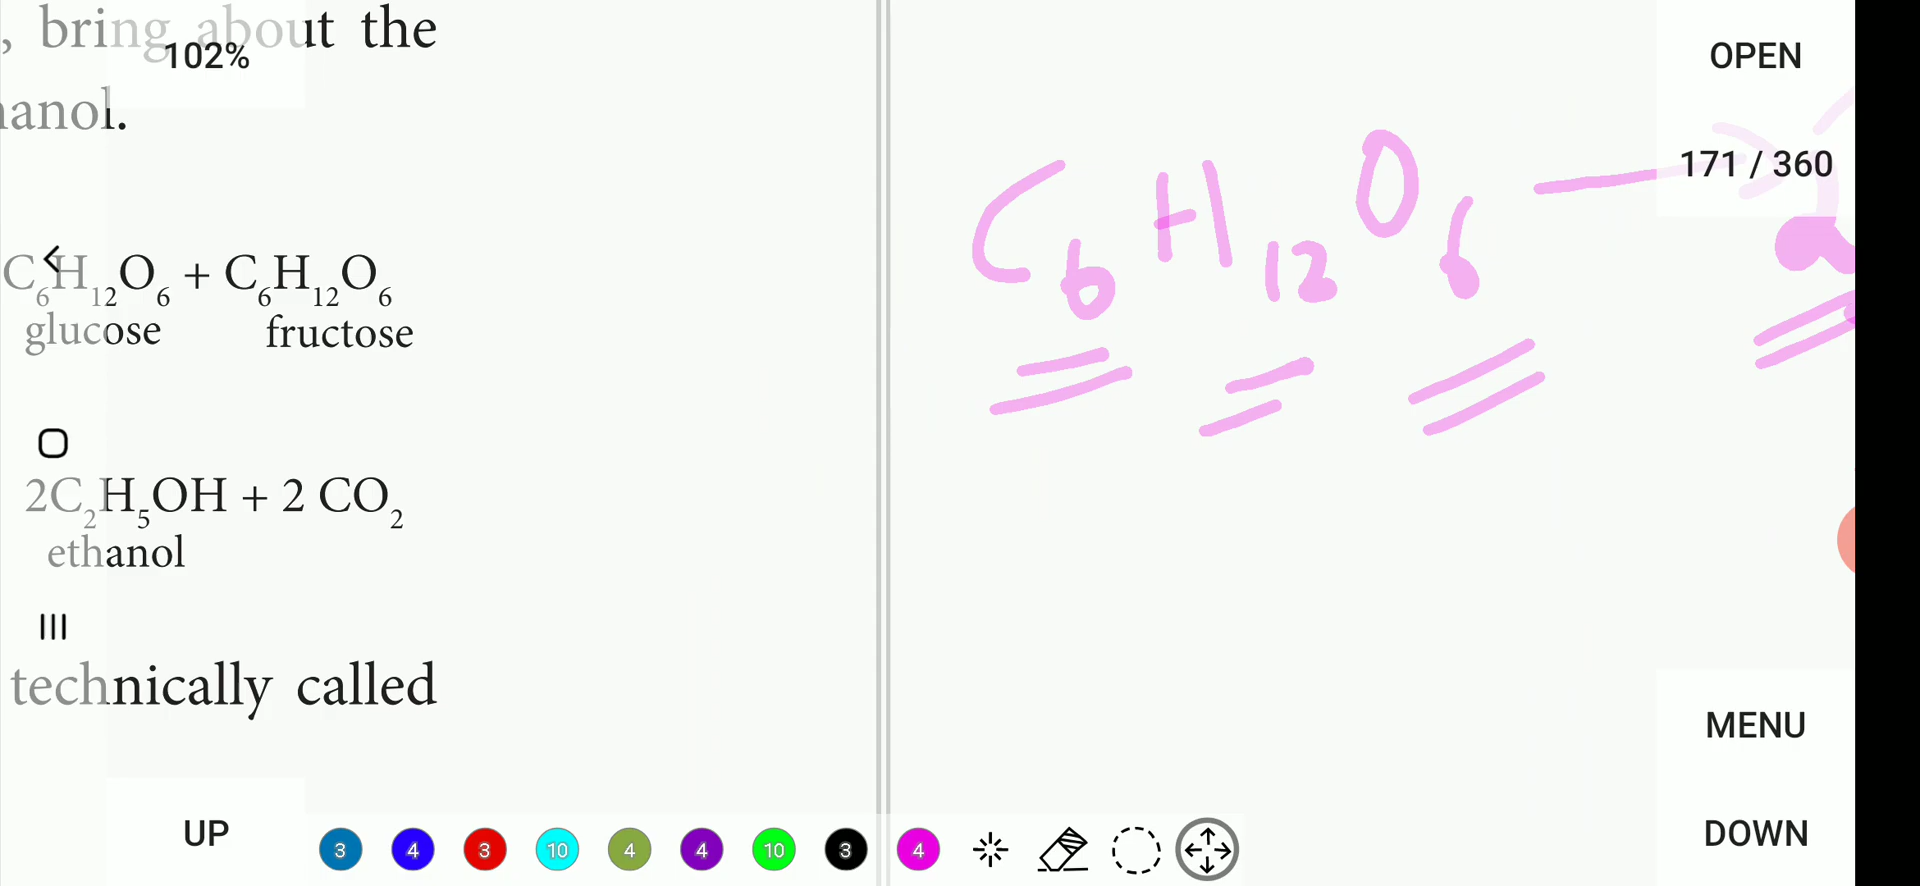 , bring about the
102%
hanol.
C6H12O6 + C6H12O6
glucose fructose
2C2H5OH + 2 CO2
ethanol
technically called
C6H12O6
OPEN
171 / 360
MENU
UP
3 4 3 10 4 4 10 3 4
DOWN